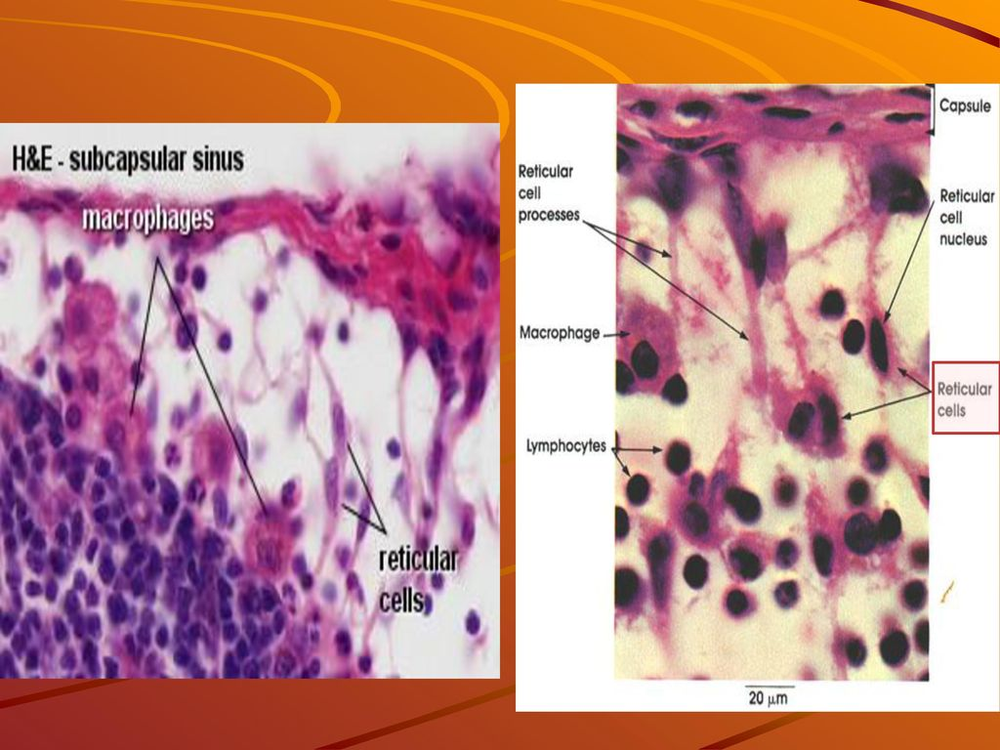 H&E - subcapsular sinus
macrophages
reticular
cells
Capsule
Reticular
cell
processes
Reticular
cell
nucleus
Macrophage
Reticular
cells
Lymphocytes
20 μm